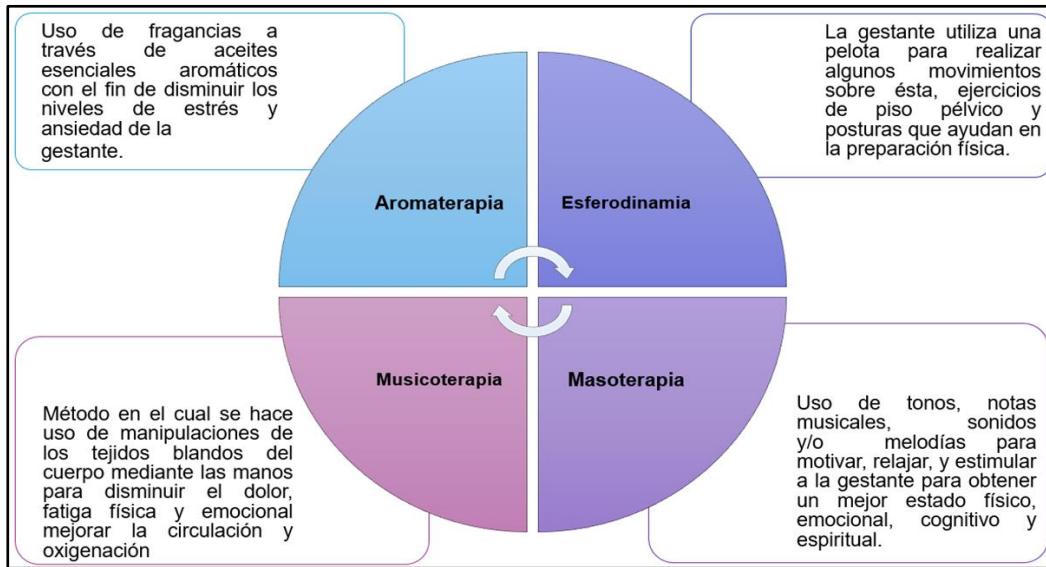 Uso de fragancias a
través de aceites
esenciales aromáticos
con el fin de disminuir los
niveles de estrés y
ansiedad de la
gestante.
La gestante utiliza una
pelota para realizar
algunos movimientos
sobre ésta, ejercicios
de piso pélvico y
posturas que ayudan en
la preparación física.
Aromaterapia
Esferodinamia
Musicoterapia
Masoterapia
Método en el cual se hace
uso de manipulaciones de
los tejidos blandos del
cuerpo mediante las manos
para disminuir el dolor,
fatiga física y emocional
mejorar la circulación y
oxigenación
Uso de tonos, notas
musicales, sonidos
y/o melodías para
motivar, relajar, y estimular
a la gestante para obtener
un mejor estado físico,
emocional, cognitivo y
espiritual.